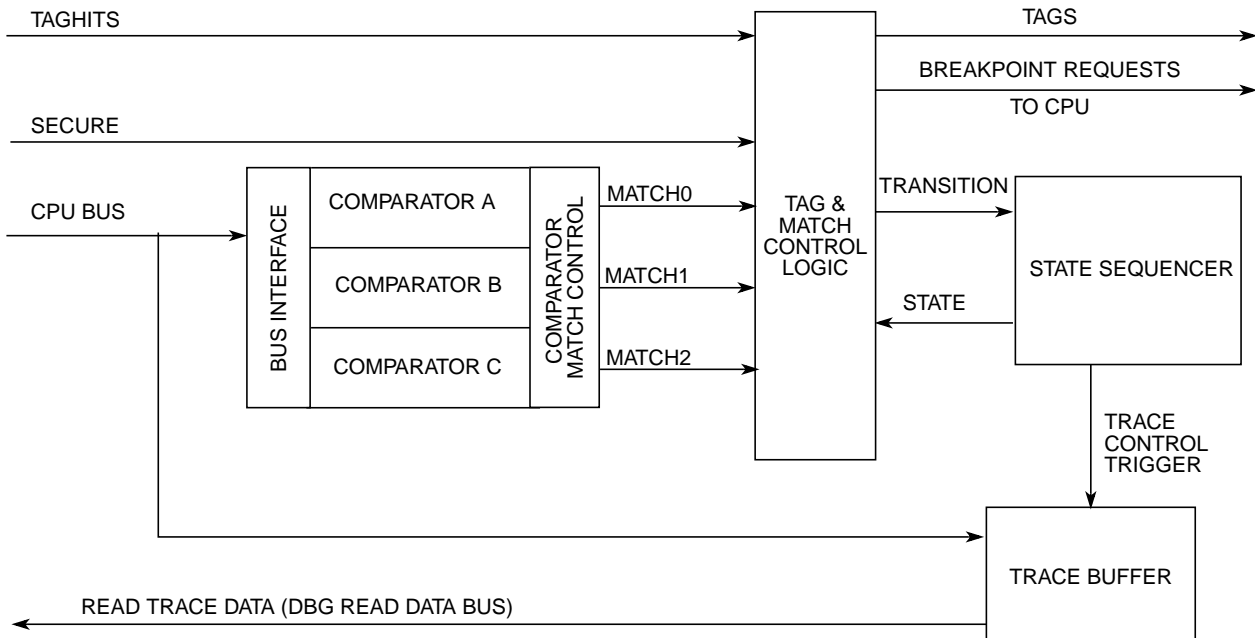 TAGHITS
TAGS
BREAKPOINT REQUESTS
TO CPU
SECURE
CPU BUS
BUS INTERFACE
COMPARATOR A
COMPARATOR B
COMPARATOR C
COMPARATOR
MATCH CONTROL
MATCH0
MATCH1
MATCH2
TAG &
MATCH
CONTROL
LOGIC
TRANSITION
STATE
STATE SEQUENCER
TRACE
CONTROL
TRIGGER
TRACE BUFFER
READ TRACE DATA (DBG READ DATA BUS)